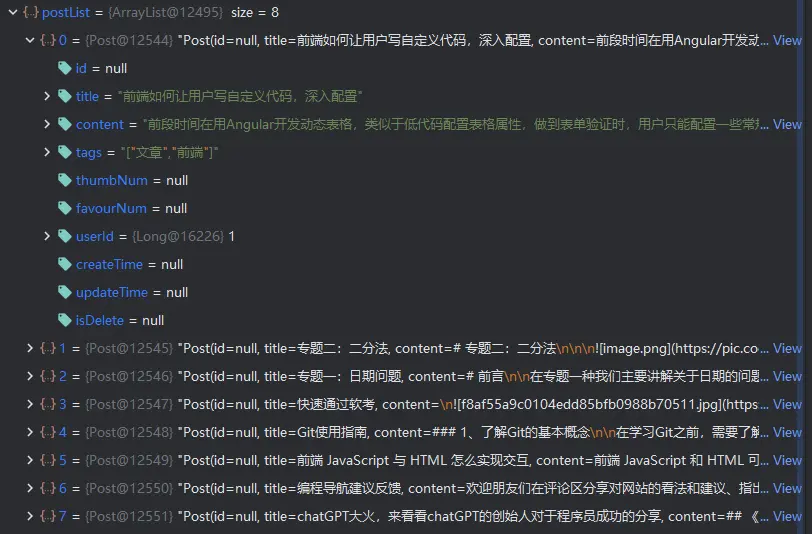 postList = {ArrayList@12495} size = 8
{..} 0 = {Post@12544} "Post(id=null, title=前端如何让用户写自定义代码，深入配置, content=前段时间在用Angular开发动... View
id = null
title = "前端如何让用户写自定义代码，深入配置"
content = "前段时间在用Angular开发动态表格，类似于低代码配置表格属性，做到表单验证时，用户只能配置一些常... View
tags = "["文章","前端"]"
thumbNum = null
favourNum = null
userId = {Long@16226} 1
createTime = null
updateTime = null
isDelete = null
{..} 1 = {Post@12545} "Post(id=null, title=专题二：二分法, content=# 专题二：二分法\n\n\n![image.png](https://pic.co... View
{..} 2 = {Post@12546} "Post(id=null, title=专题一：日期问题, content=# 前言\n\n在专题一种我们主要讲解关于日期的问题... View
{..} 3 = {Post@12547} "Post(id=null, title=快速通过软考, content=\n![f8af55a9c0104edd85bfb0988b70511.jpg](https... View
{..} 4 = {Post@12548} "Post(id=null, title=Git使用指南, content=### 1、了解Git的基本概念\n\n在学习Git之前，需要了解... View
{..} 5 = {Post@12549} "Post(id=null, title=前端 JavaScript 与 HTML 怎么实现交互, content=前端 JavaScript 和 HTML 可... View
{..} 6 = {Post@12550} "Post(id=null, title=编程导航建议反馈, content=欢迎朋友们在评论区分享对网站的看法和建议、指出... View
{..} 7 = {Post@12551} "Post(id=null, title=chatGPT大火，来看看chatGPT的创始人对于程序员成功的分享, content=## 《... View